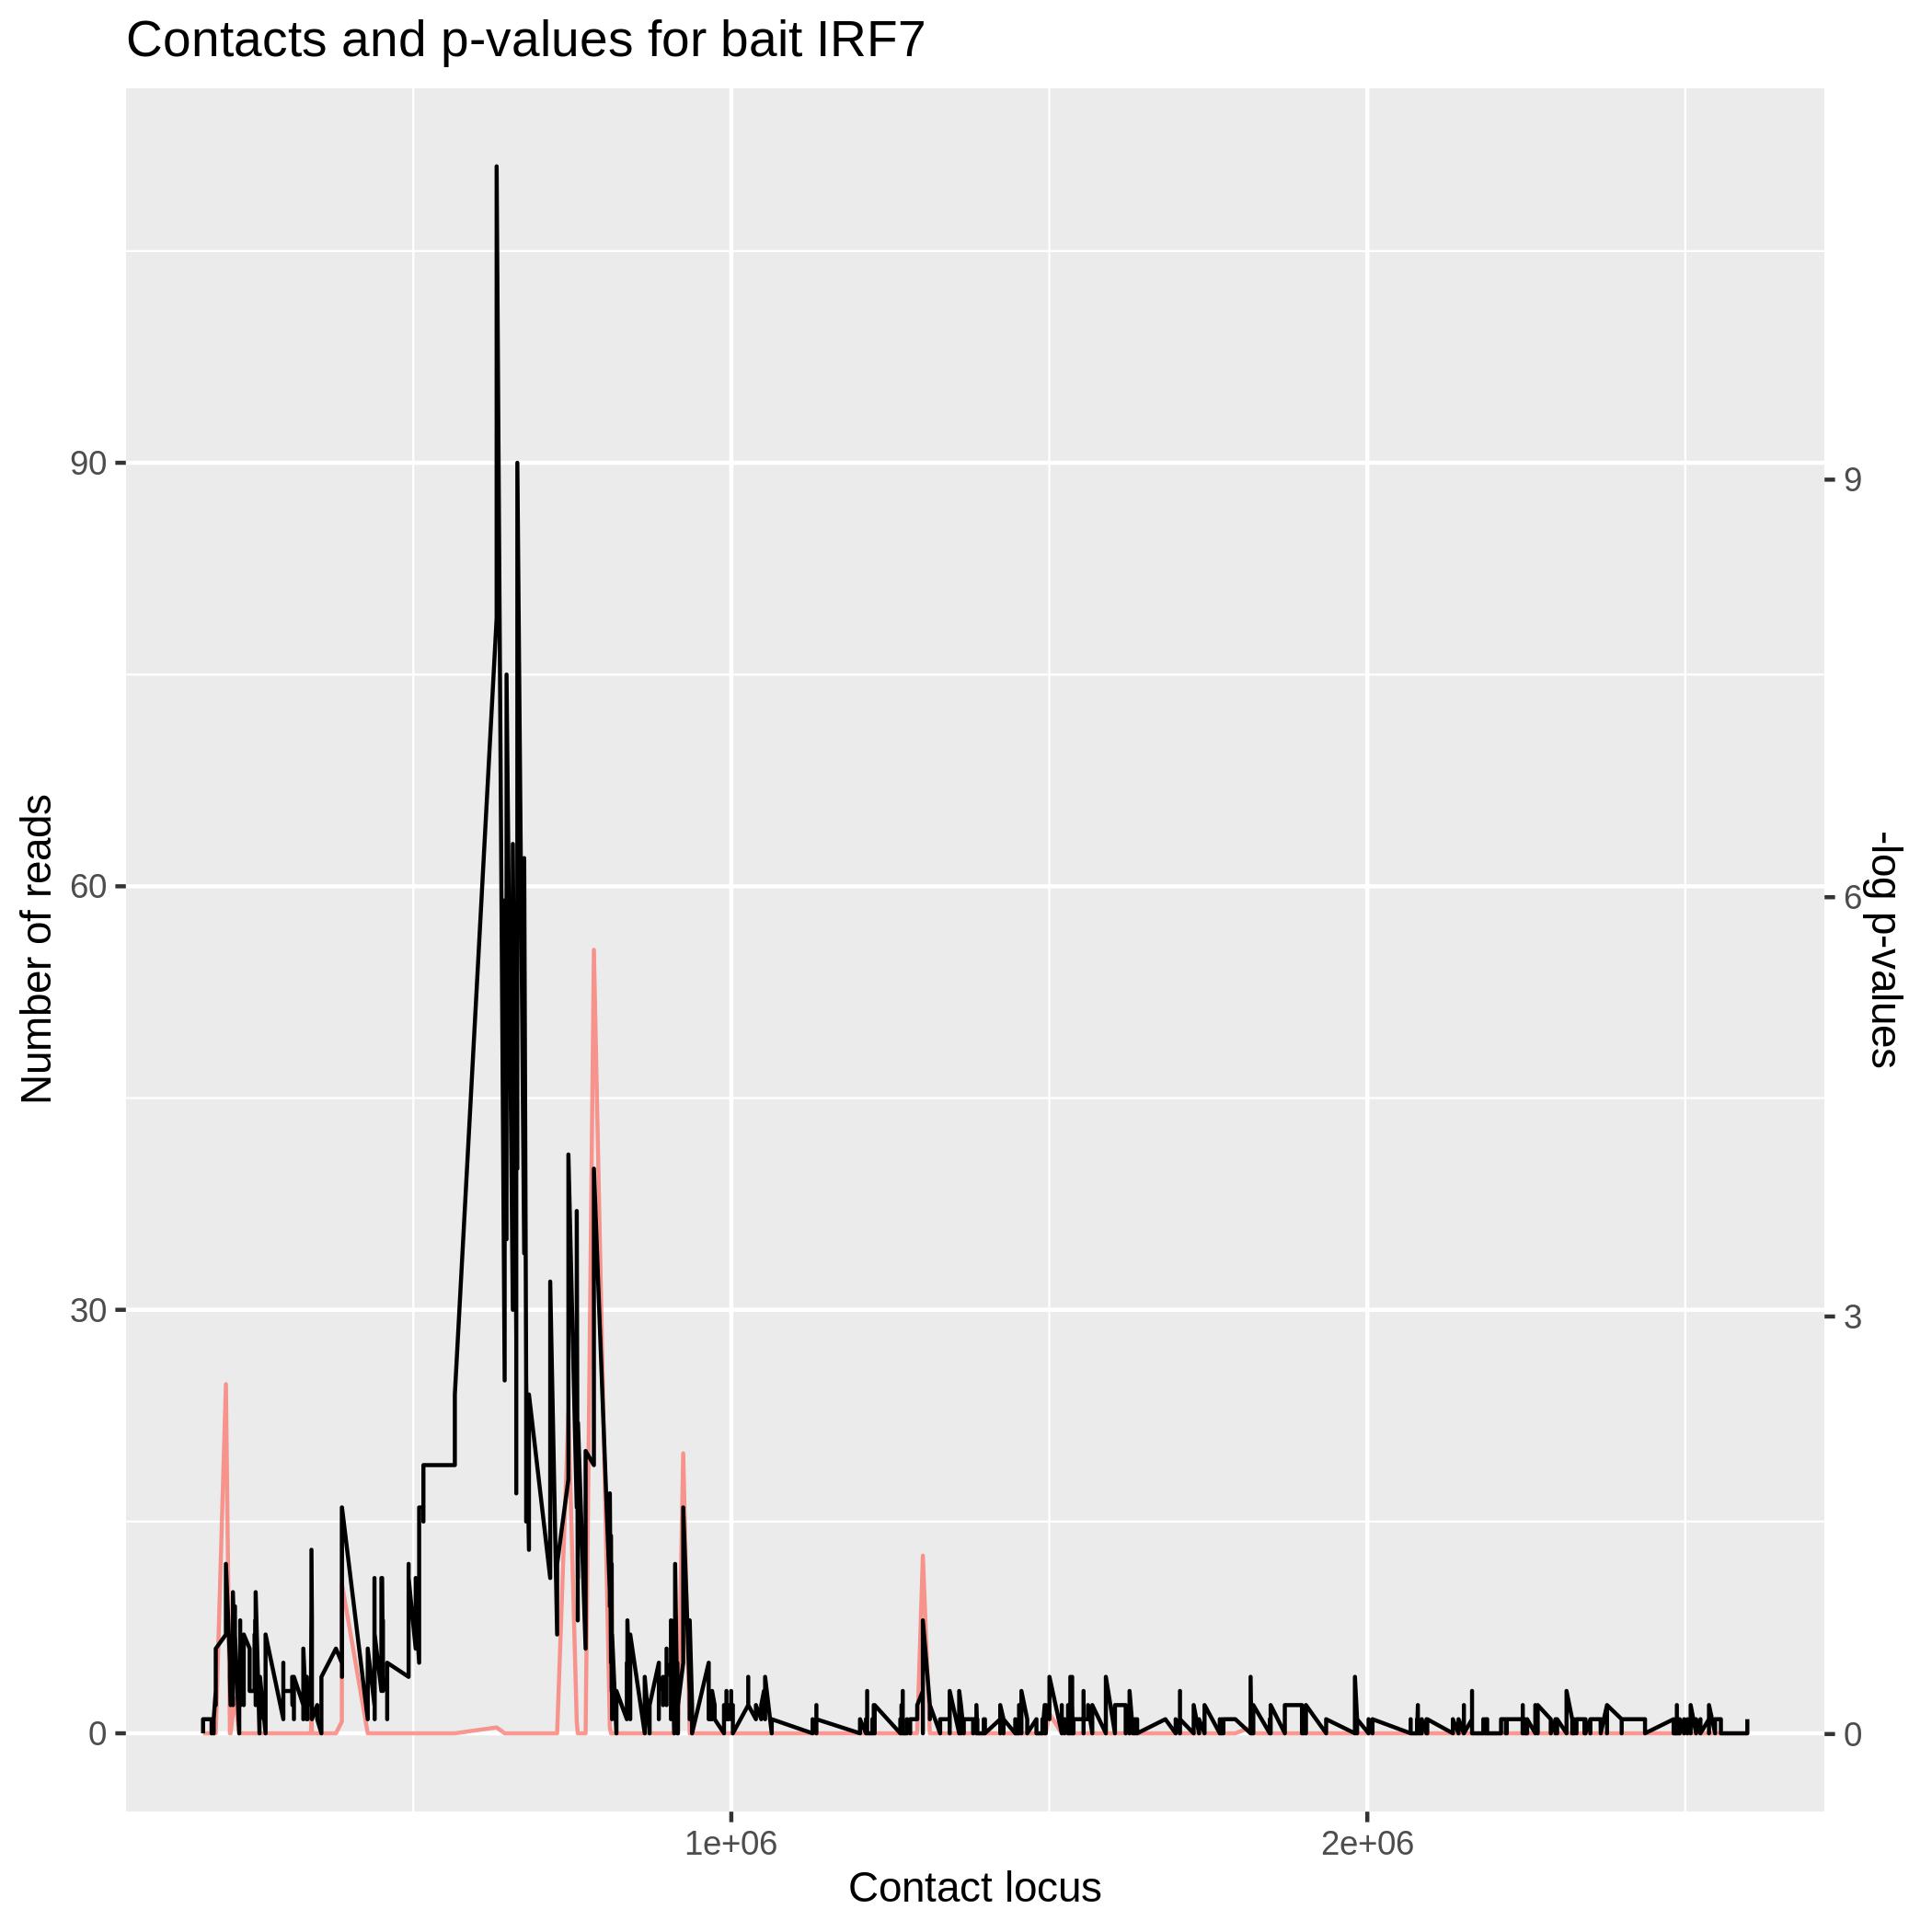 Contacts and p-values for bait IRF7
Number of reads
90
60
30
0
9
6
3
0
-log p-values
1e+06
2e+06
Contact locus